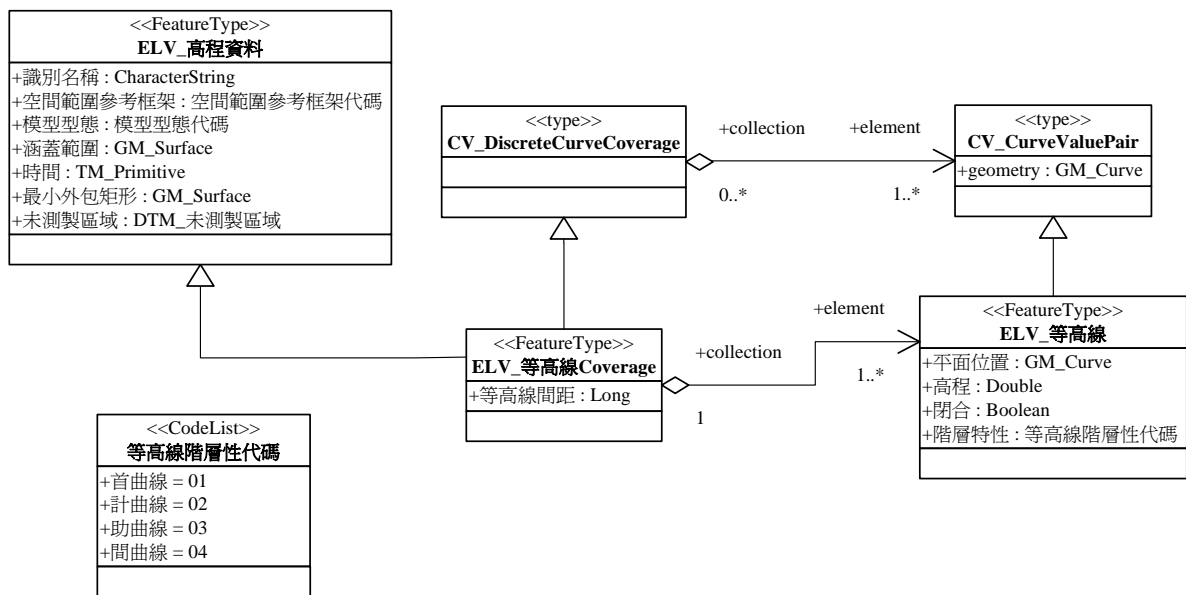 <<FeatureType>>
ELV_高程資料
+識別名稱 : CharacterString
+空間範圍參考框架 : 空間範圍參考框架代碼
+模型型態 : 模型型態代碼
+涵蓋範圍 : GM_Surface
+時間 : TM_Primitive
+最小外包矩形 : GM_Surface
+未測製區域 : DTM_未測製區域
<<type>>
CV_DiscreteCurveCoverage
+collection
0..*
+element
1..*
<<type>>
CV_CurveValuePair
+geometry : GM_Curve
<<FeatureType>>
ELV_等高線Coverage
+等高線間距 : Long
+collection
1
+element
1..*
<<FeatureType>>
ELV_等高線
+平面位置 : GM_Curve
+高程 : Double
+閉合 : Boolean
+階層特性 : 等高線階層性代碼
<<CodeList>>
等高線階層性代碼
+首曲線 = 01
+計曲線 = 02
+助曲線 = 03
+間曲線 = 04